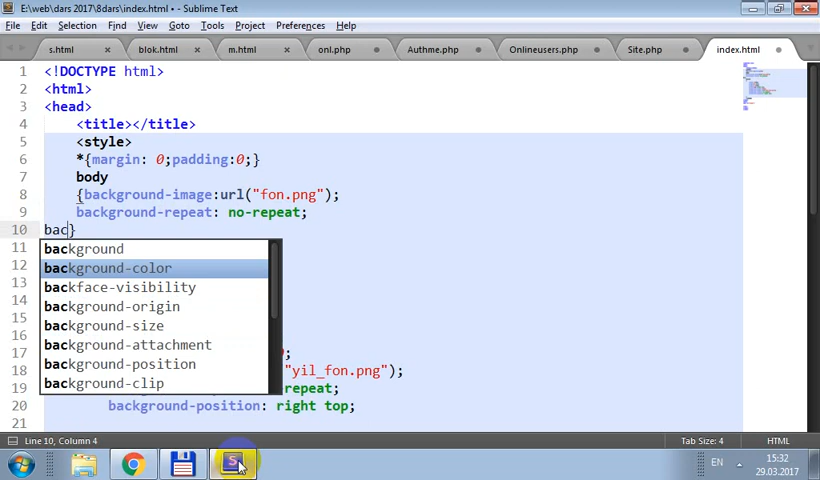 E:\web\dars 2017\8dars\index.html • - Sublime Text
File Edit Selection Find View Goto Tools Project Preferences Help
s.html blok.html m.html onl.php Authme.php Onlineusers.php Site.php index.html
1 <!DOCTYPE html>
2 <html>
3 <head>
4 <title></title>
5 <style>
6 *{margin: 0;padding:0;}
7 body
8 {background-image:url("fon.png");
9 background-repeat: no-repeat;
10 bac}
11 background
12 background-color
13 backface-visibility
14 background-origin
background-size
background-attachment
17 0;
18 background-position "yil_fon.png");
19 background-clip repeat;
20 background-position: right top;
21
Line 10, Column 4 Tab Size: 4 HTML
EN 15:32
29.03.2017